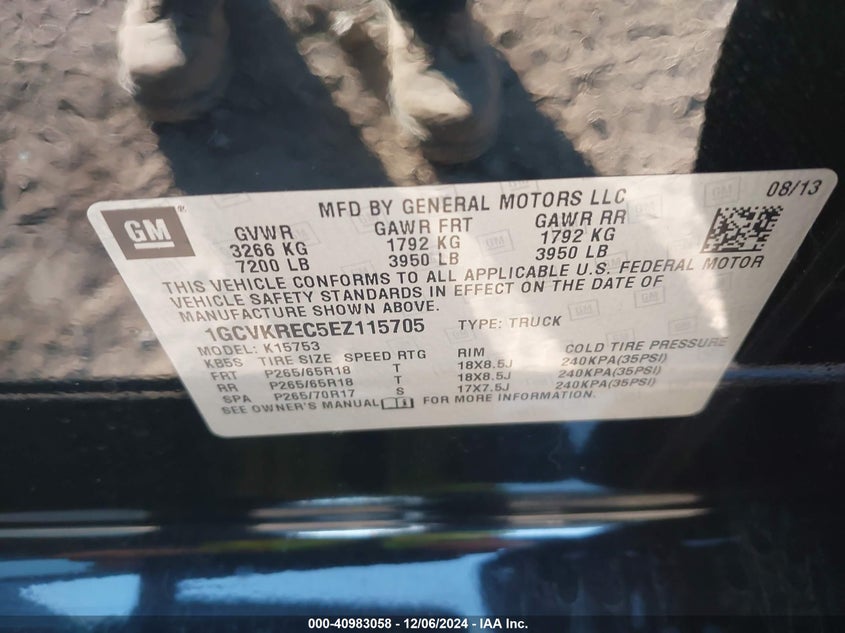 GM ®
MFD BY GENERAL MOTORS LLC 08/13
GVWR GAWR FRT GAWR RR
3266 KG 1792 KG 1792 KG
7200 LB 3950 LB 3950 LB
THIS VEHICLE CONFORMS TO ALL APPLICABLE U.S. FEDERAL MOTOR
VEHICLE SAFETY STANDARDS IN EFFECT ON THE DATE OF
MANUFACTURE SHOWN ABOVE.
1GCVKREC5EZ115705 TYPE: TRUCK
MODEL: K15753
KB5S TIRE SIZE SPEED RTG RIM COLD TIRE PRESSURE
FRT P265/65R18 T 18X8.5J 240KPA(35PSI)
RR P265/65R18 T 18X8.5J 240KPA(35PSI)
SPA P265/70R17 S 17X7.5J 240KPA(35PSI)
SEE OWNER'S MANUAL FOR MORE INFORMATION.
000-40983058 - 12/06/2024 - IAA Inc.